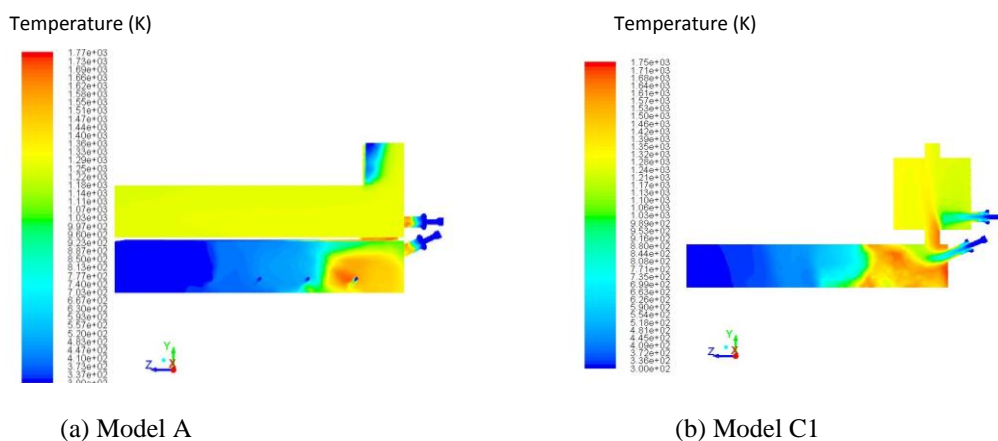 Temperature (K)
Temperature (K)
1.77e+03
1.73e+03
1.69e+03
1.66e+03
1.62e+03
1.58e+03
1.55e+03
1.51e+03
1.47e+03
1.44e+03
1.40e+03
1.36e+03
1.33e+03
1.29e+03
1.25e+03
1.22e+03
1.18e+03
1.14e+03
1.11e+03
1.07e+03
1.03e+03
9.97e+02
9.60e+02
9.23e+02
8.87e+02
8.50e+02
8.13e+02
7.77e+02
7.40e+02
7.03e+02
6.67e+02
6.30e+02
5.93e+02
5.57e+02
5.20e+02
4.83e+02
4.47e+02
4.10e+02
3.73e+02
3.37e+02
3.00e+02
Y
Z
X
1.75e+03
1.71e+03
1.68e+03
1.64e+03
1.61e+03
1.57e+03
1.53e+03
1.50e+03
1.46e+03
1.42e+03
1.39e+03
1.35e+03
1.32e+03
1.28e+03
1.24e+03
1.21e+03
1.17e+03
1.13e+03
1.10e+03
1.06e+03
1.03e+03
9.89e+02
9.53e+02
9.16e+02
8.80e+02
8.44e+02
8.08e+02
7.71e+02
7.35e+02
6.99e+02
6.63e+02
6.26e+02
5.90e+02
5.54e+02
5.18e+02
4.81e+02
4.45e+02
4.09e+02
3.73e+02
3.36e+02
3.00e+02
Y
Z
X
(a) Model A
(b) Model C1